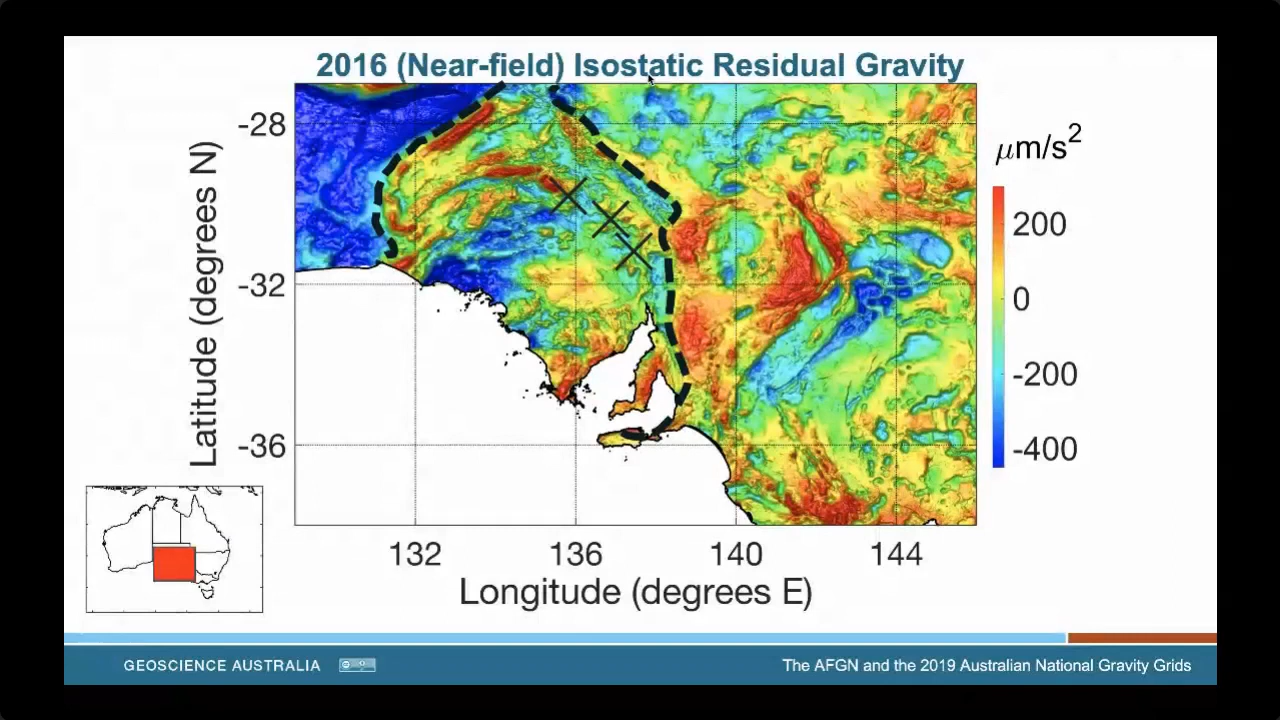 2016 (Near-field) Isostatic Residual Gravity
-28
-32
-36
Latitude (degrees N)
132
136
140
144
Longitude (degrees E)
μm/s²
200
0
-200
-400
GEOSCIENCE AUSTRALIA
The AFGN and the 2019 Australian National Gravity Grids